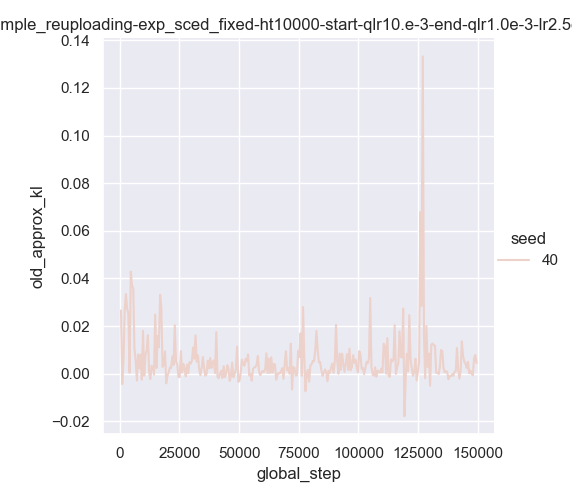 mple_reuploading-exp_sced_fixed-ht10000-start-qlr10.e-3-end-qlr1.0e-3-lr2.5
0.14
0.12
0.10
0.08
0.06
0.04
0.02
0.00
−0.02
old_approx_kl
0 25000 50000 75000 100000 125000 150000
global_step
seed
40